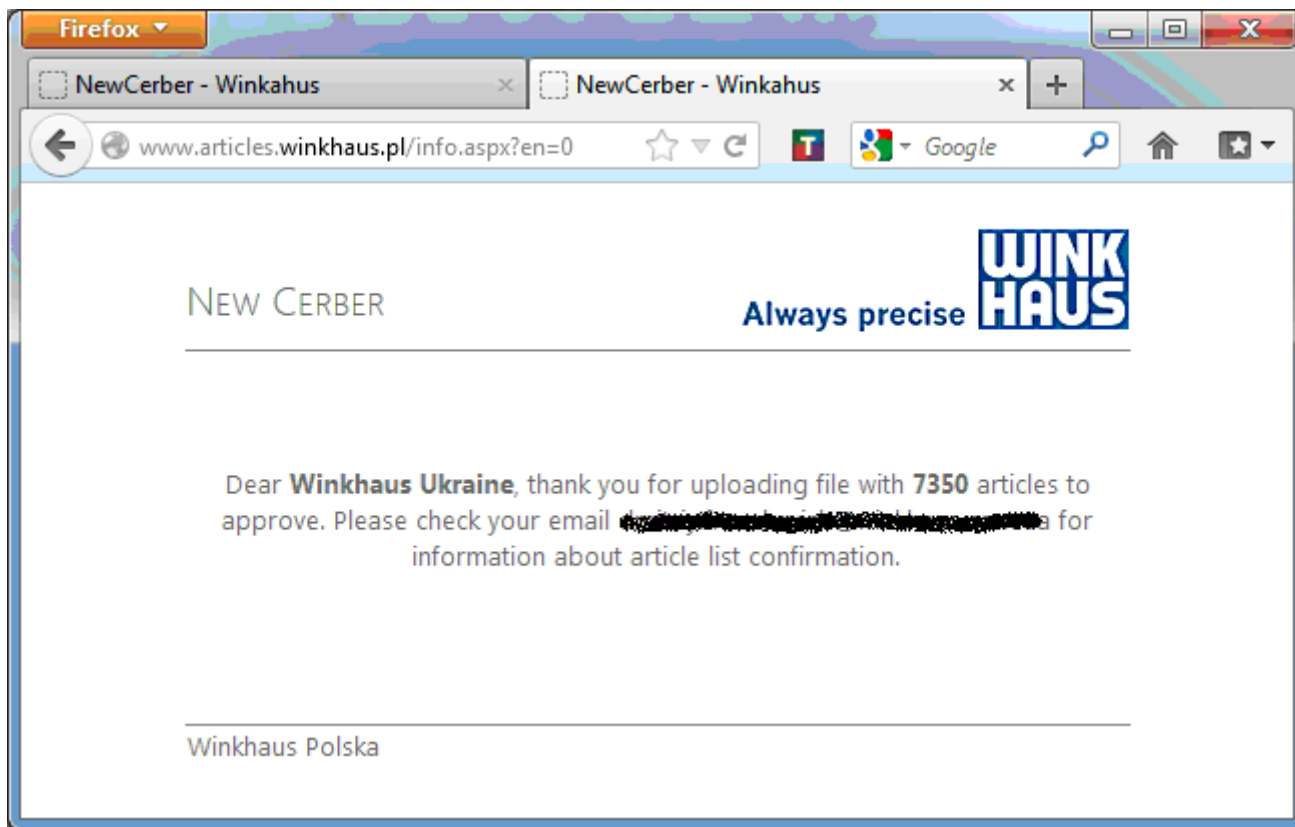 Firefox
NewCerber - Winkahus
NewCerber - Winkahus
www.articles.winkhaus.pl/info.aspx?en=0
T
Google
NEW CERBER
Always precise
WINK
HAUS
Dear Winkhaus Ukraine, thank you for uploading file with 7350 articles to
approve. Please check your email a for
information about article list confirmation.
Winkhaus Polska